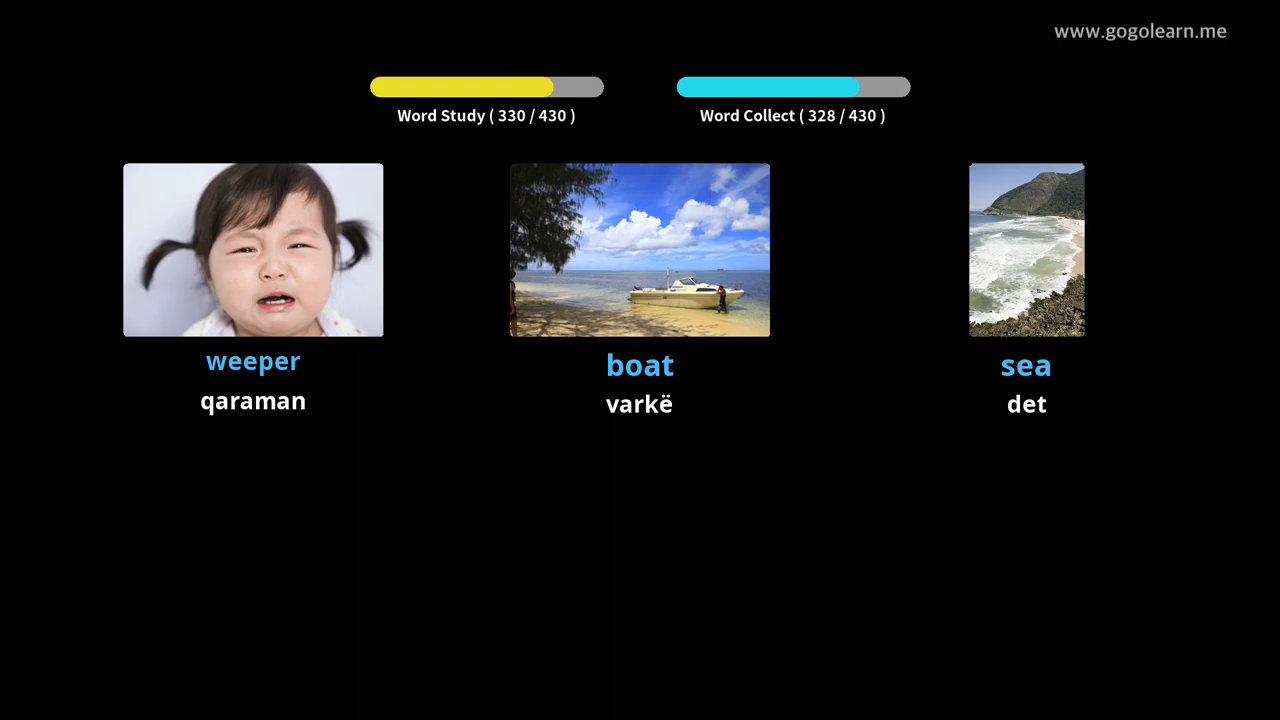 www.gogolearn.me
Word Study ( 330 / 430 )
Word Collect ( 328 / 430 )
weeper
qaraman
boat
varkë
sea
det